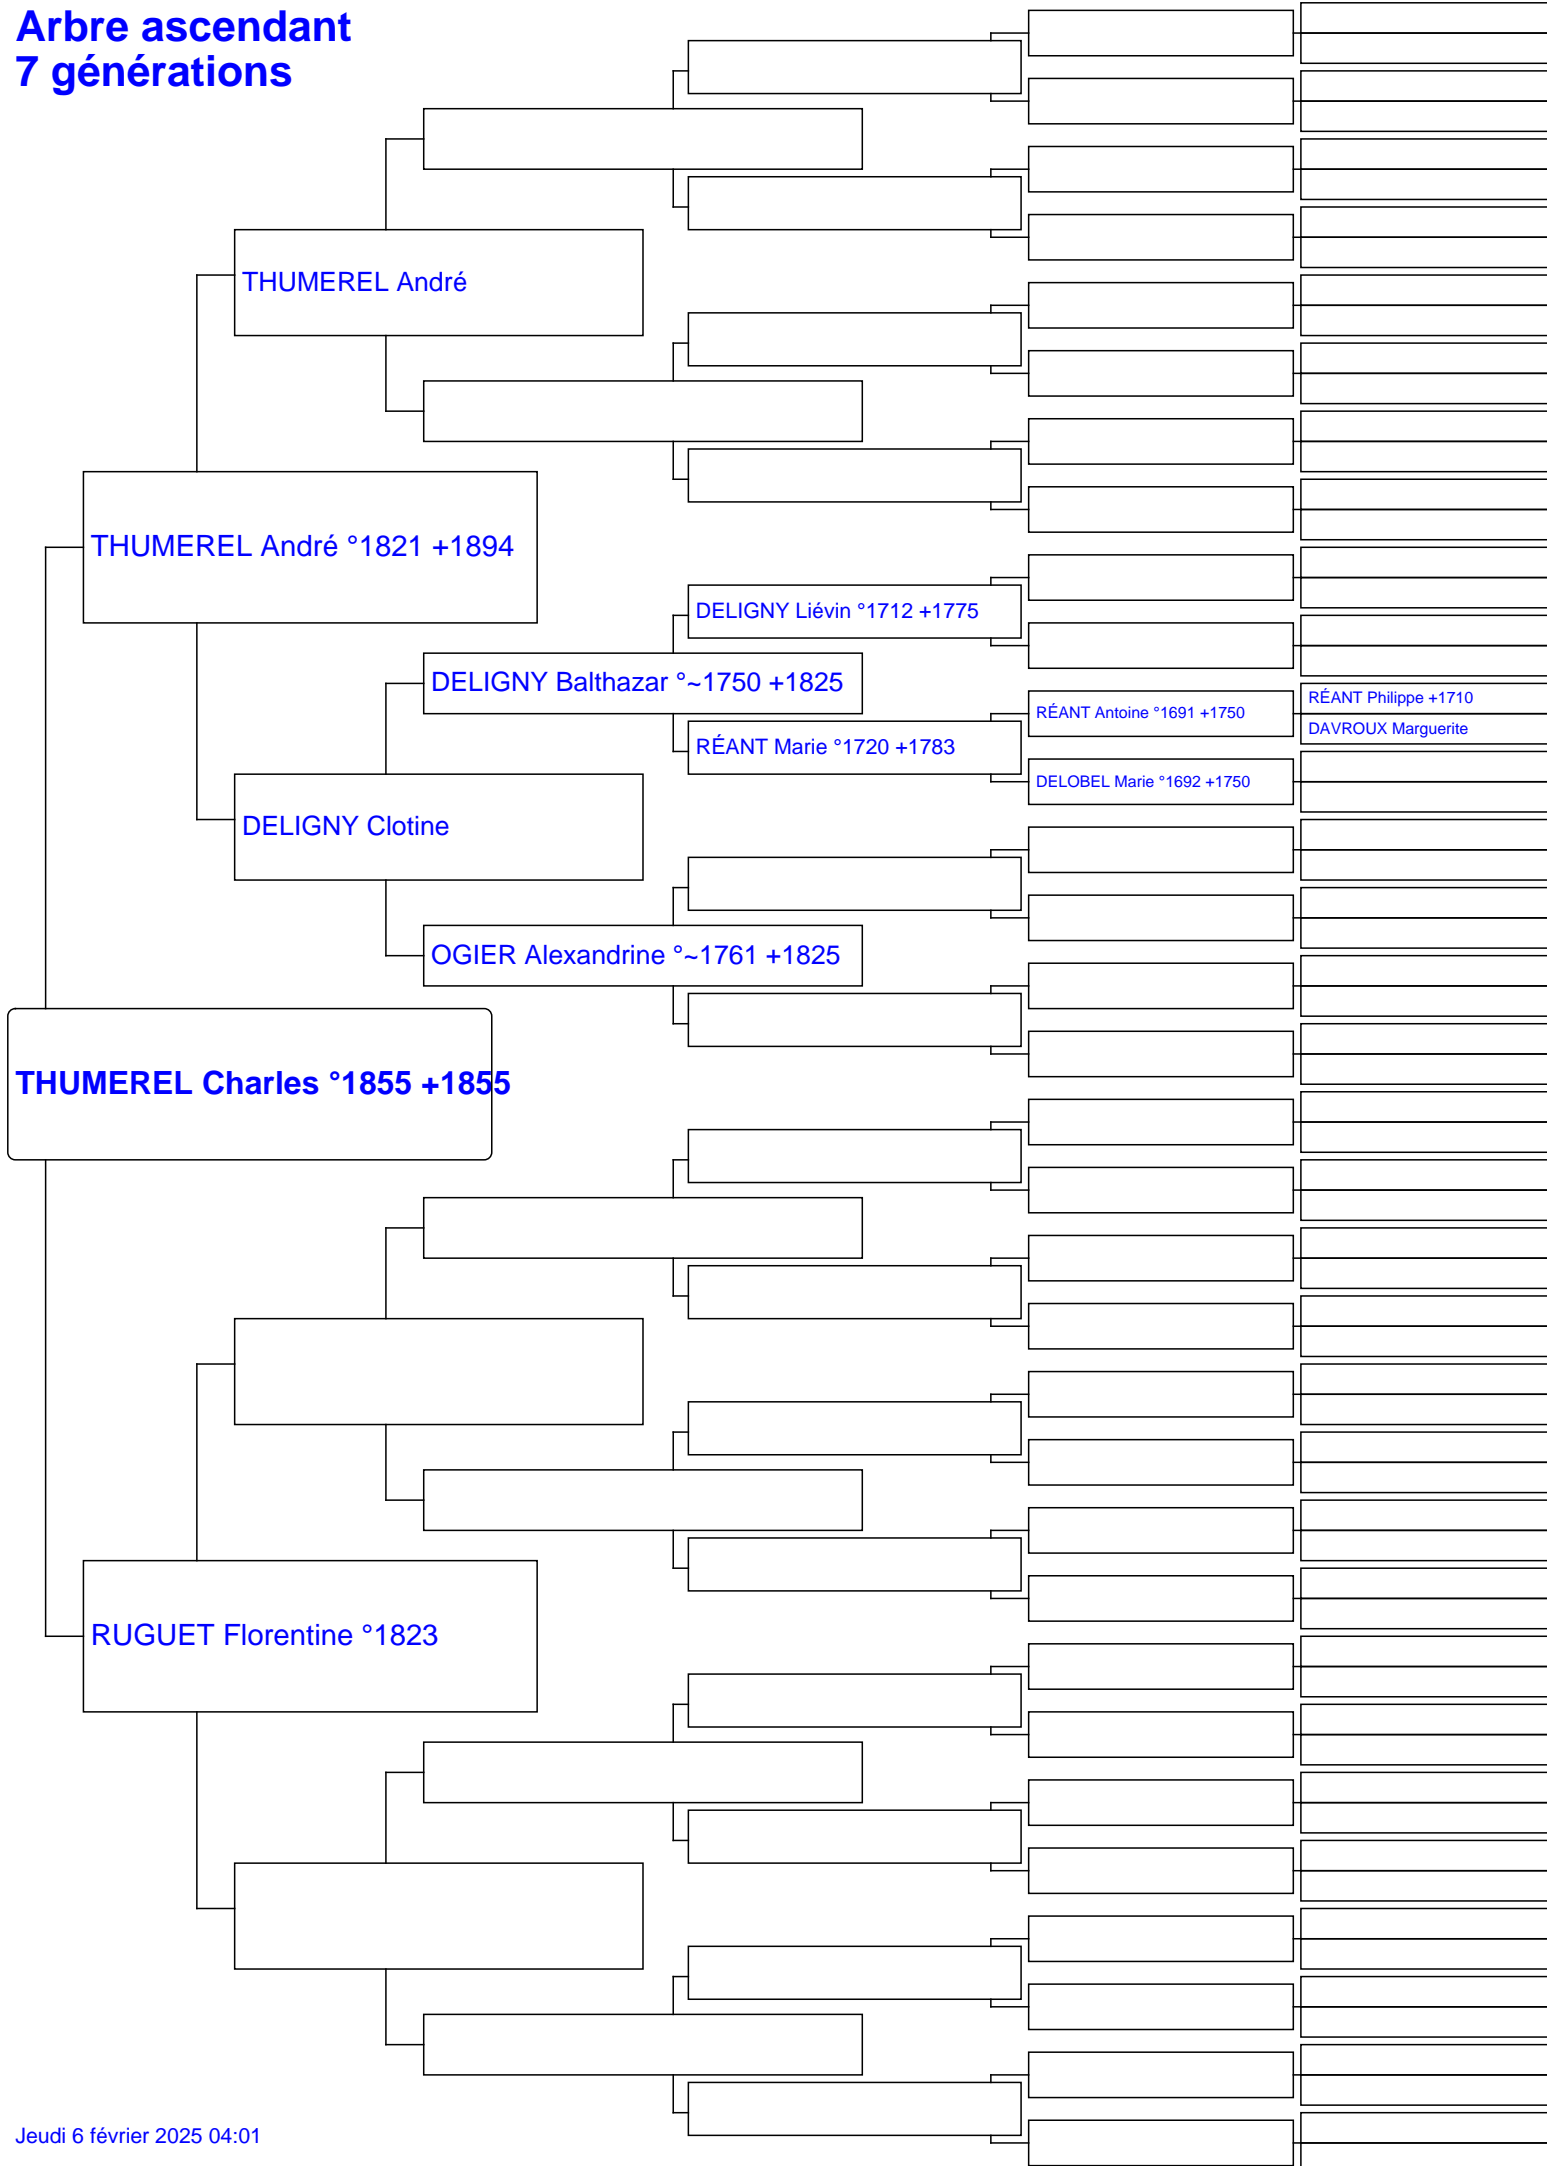 Arbre ascendant
7 générations
THUMEREL André
THUMEREL André °1821 +1894
DELIGNY Liévin °1712 +1775
DELIGNY Balthazar °~1750 +1825
RÉANT Philippe +1710
RÉANT Antoine °1691 +1750
DAVROUX Marguerite
RÉANT Marie °1720 +1783
DELOBEL Marie °1692 +1750
DELIGNY Clotine
OGIER Alexandrine °~1761 +1825
THUMEREL Charles °1855 +1855
RUGUET Florentine °1823
Jeudi 6 février 2025 04:01